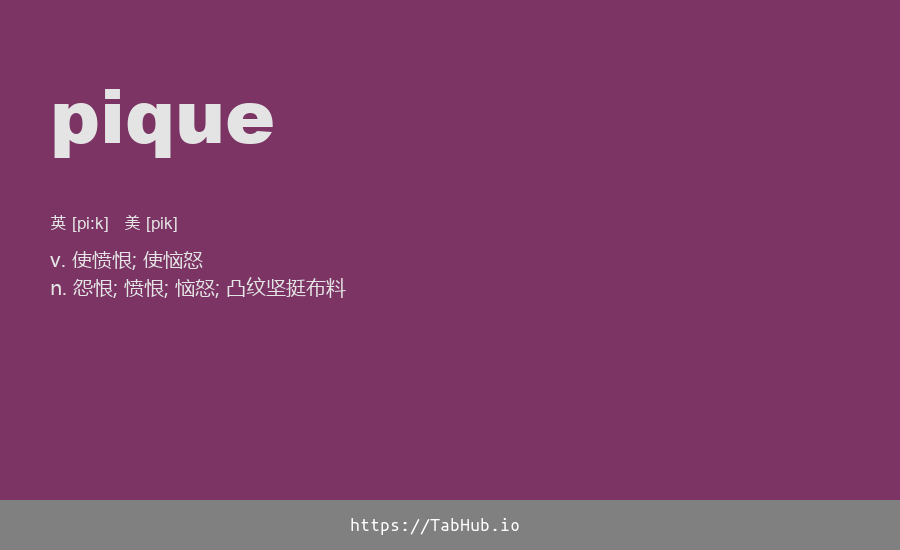 pique
英 [piːk] 美 [pik]
v. 使愤恨; 使恼怒
n. 怨恨; 愤恨; 恼怒; 凸纹坚挺布料
https://TabHub.io